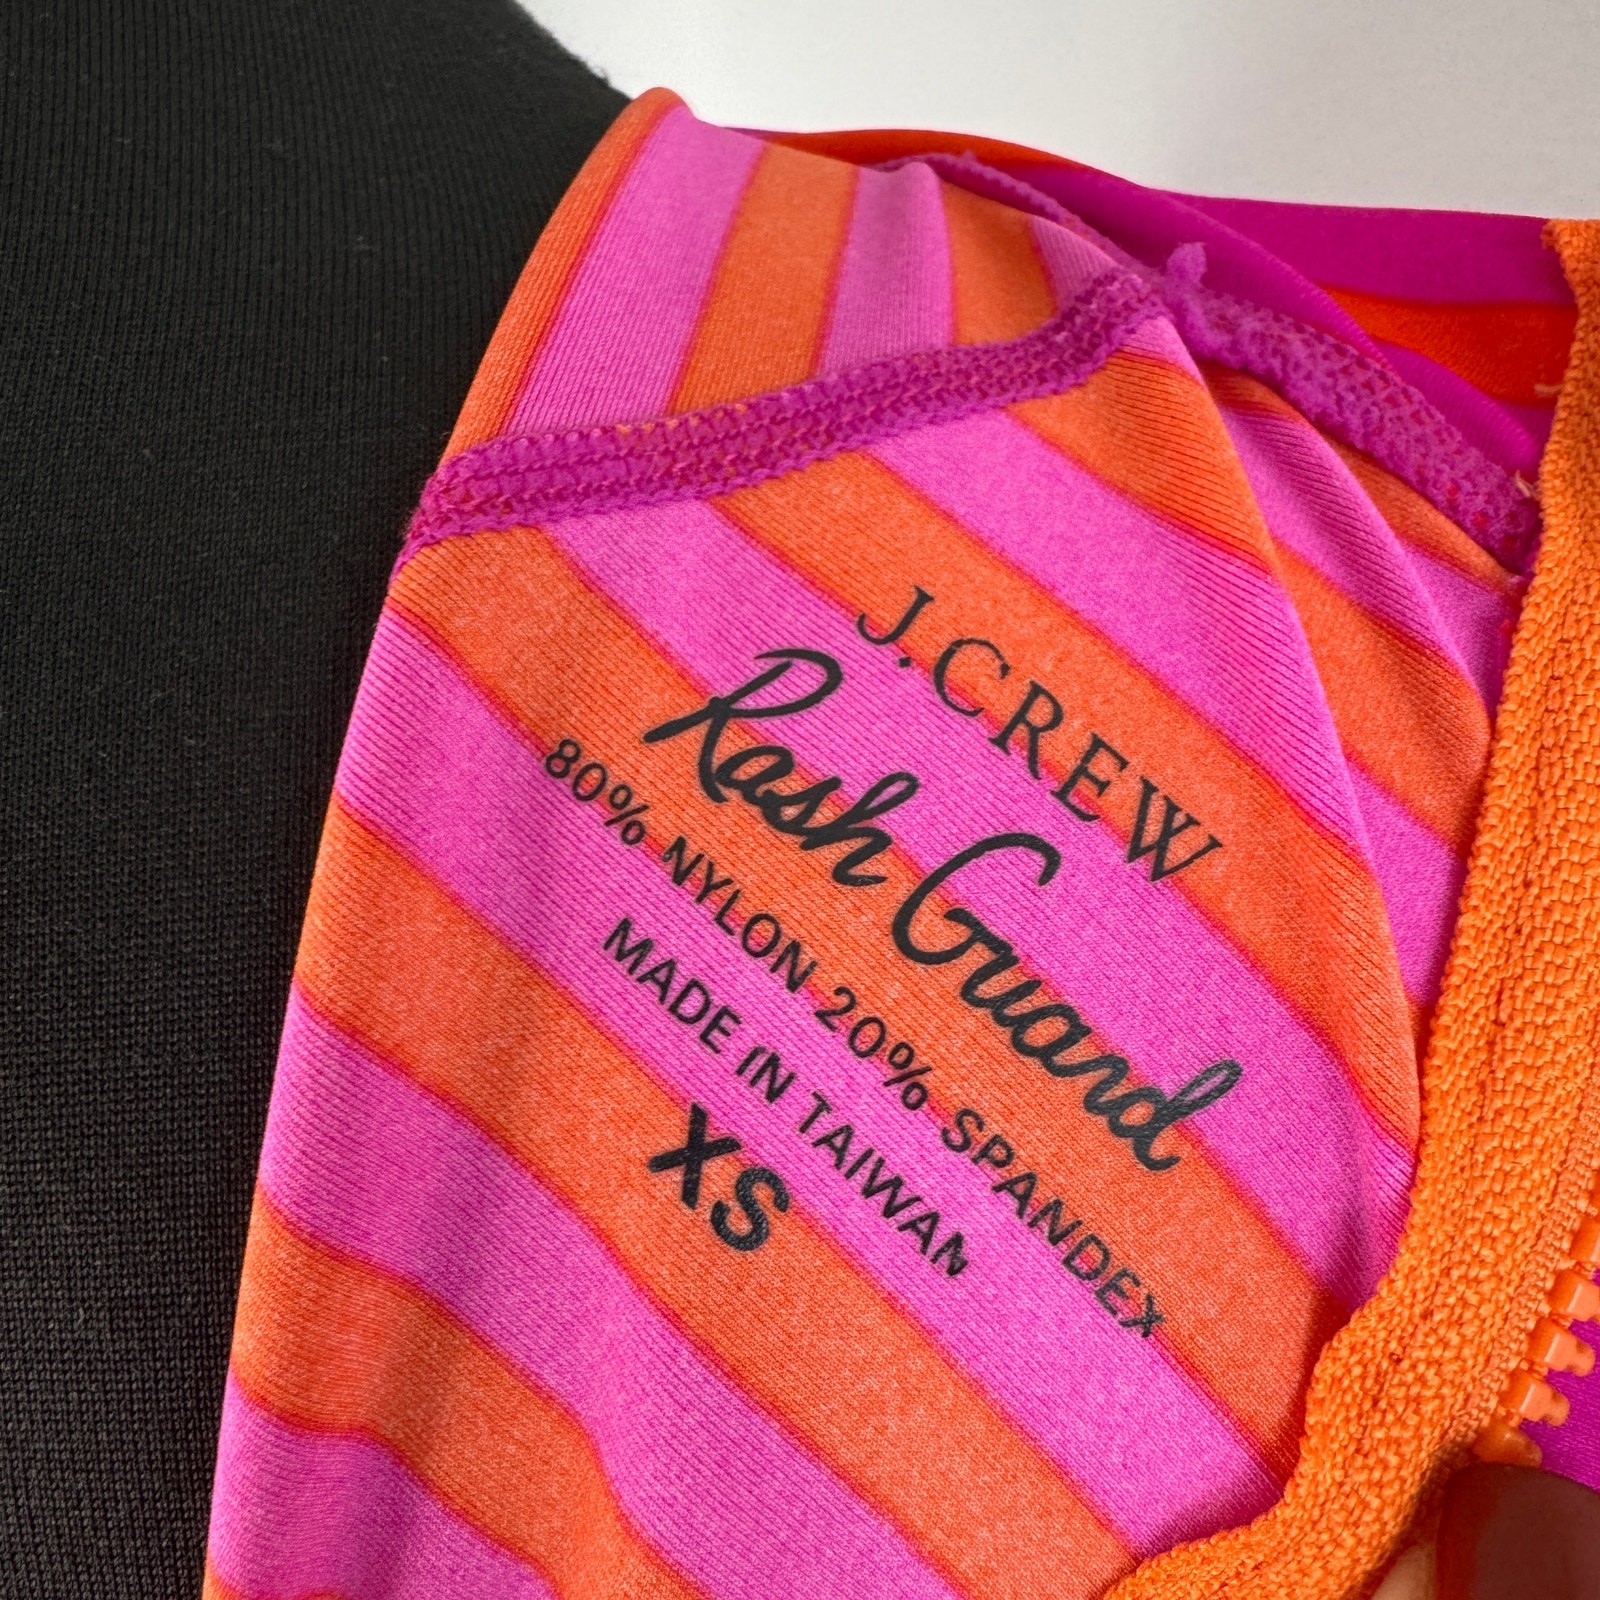 J.CREW
Rash Guard
80% NYLON 20% SPANDEX
MADE IN TAIWAN
XS